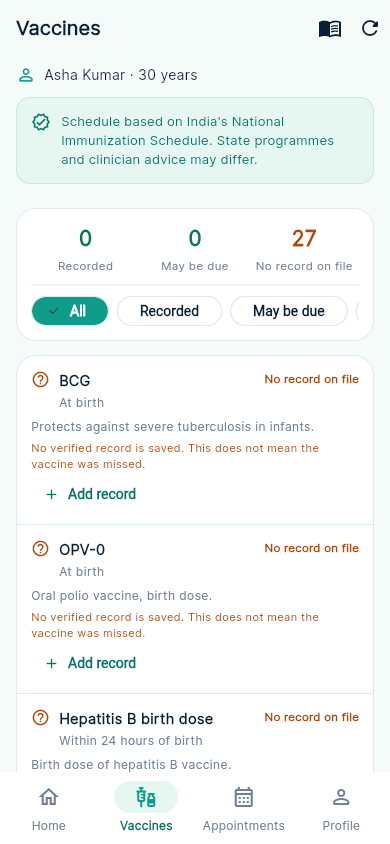 Vaccines
Asha Kumar · 30 years
Schedule based on India's National
Immunization Schedule. State programmes
and clinician advice may differ.
0 0 27
Recorded May be due No record on file
All Recorded May be due
BCG No record on file
At birth
Protects against severe tuberculosis in infants.
No verified record is saved. This does not mean the
vaccine was missed.
+ Add record
OPV-0 No record on file
At birth
Oral polio vaccine, birth dose.
No verified record is saved. This does not mean the
vaccine was missed.
+ Add record
Hepatitis B birth dose No record on file
Within 24 hours of birth
Birth dose of hepatitis B vaccine.
Home Vaccines Appointments Profile